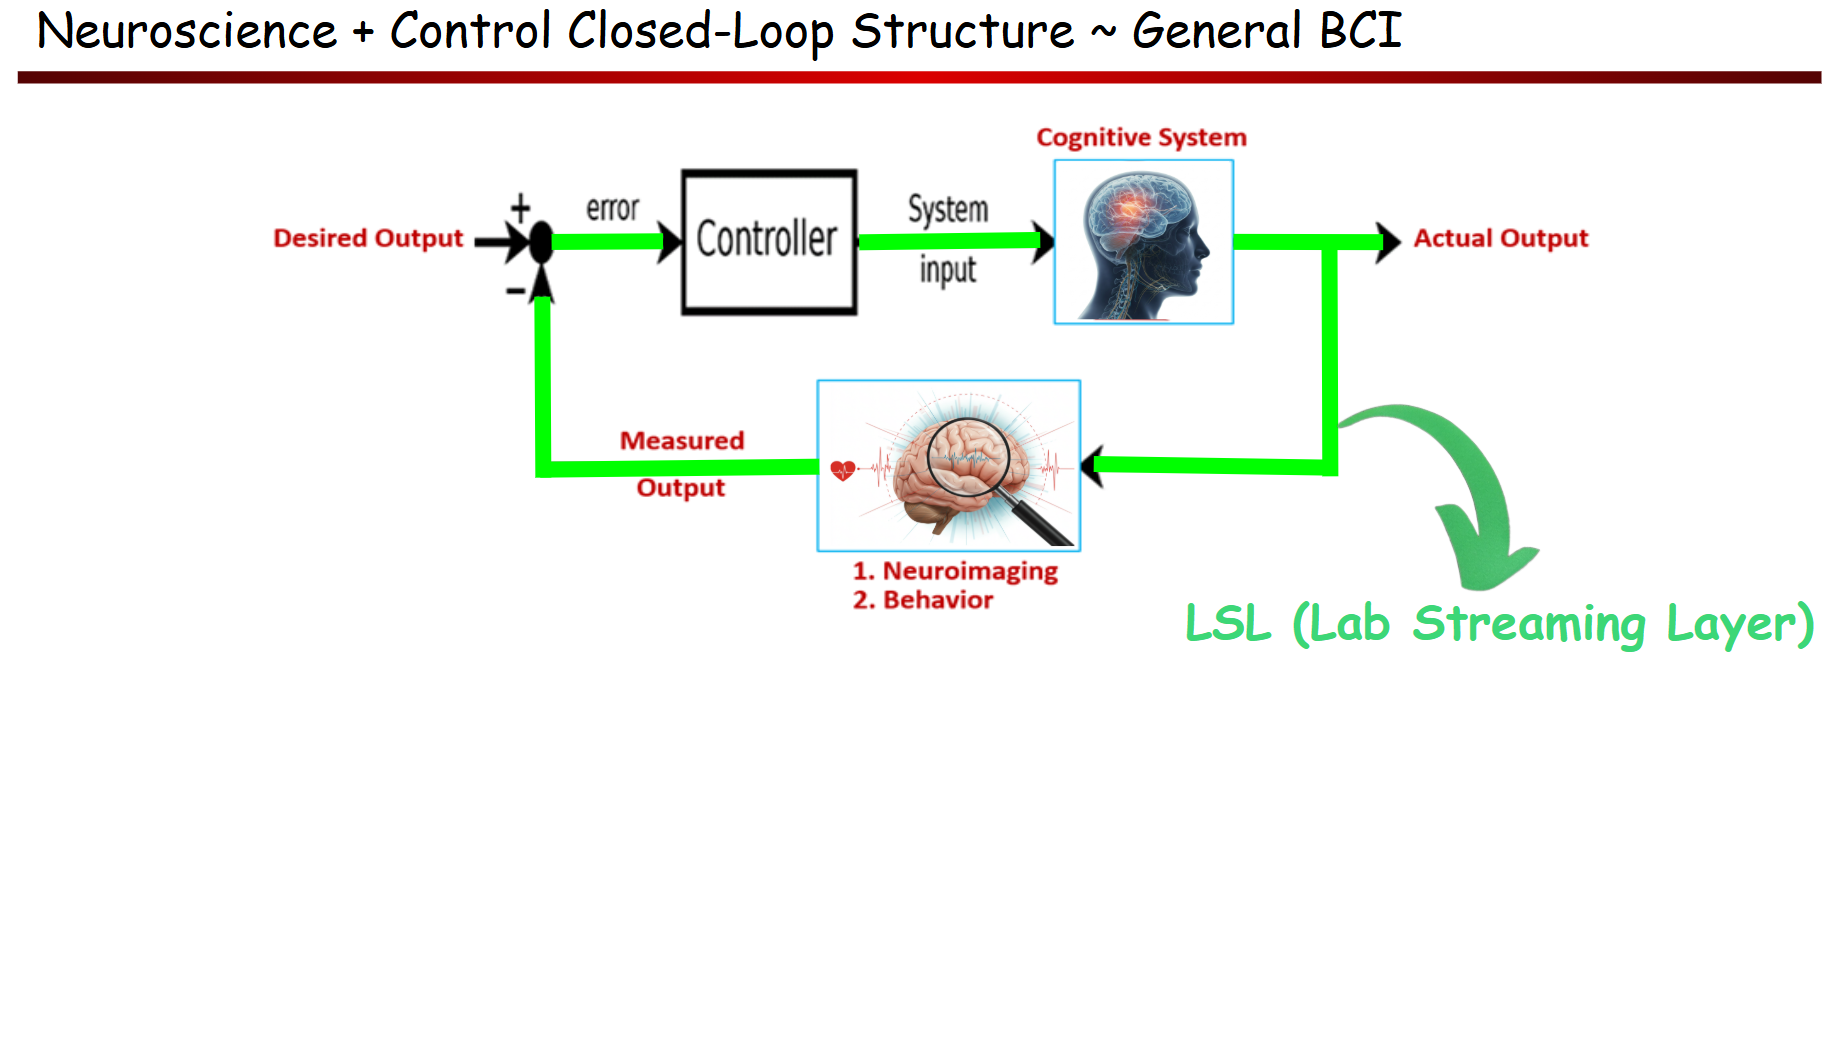 Neuroscience + Control Closed-Loop Structure ~ General BCI
Cognitive System
Desired Output
+
−
error
Controller
System
input
Actual Output
Measured
Output
1. Neuroimaging
2. Behavior
LSL (Lab Streaming Layer)